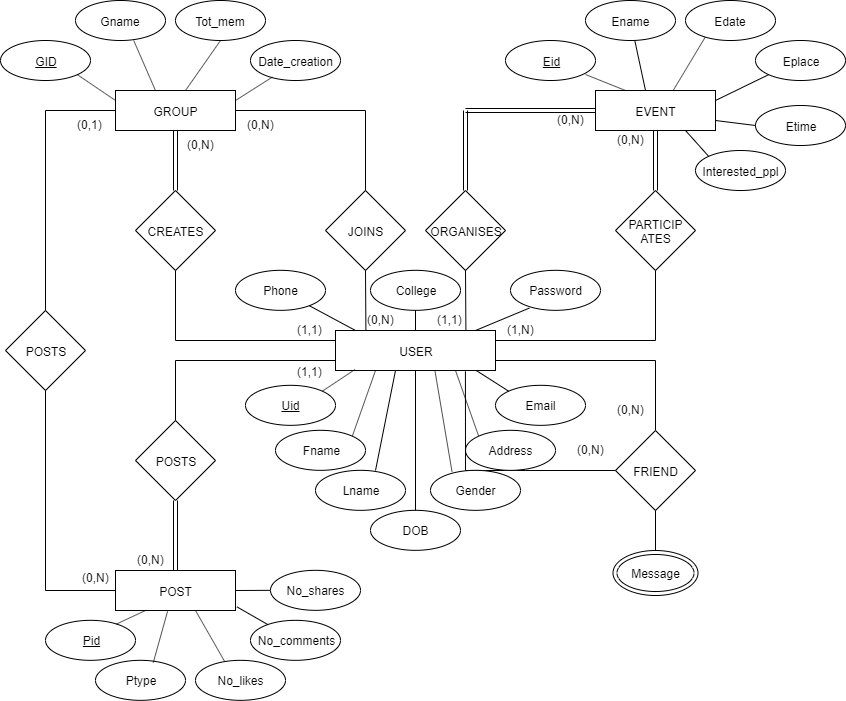 Gname
Tot_mem
Ename
Edate
GID
Date_creation
Eid
Eplace
GROUP
EVENT
(0,1)
(0,N)
(0,N)
(0,N)
(0,N)
Etime
Interested_ppl
CREATES
JOINS
ORGANISES
PARTICIP
ATES
Phone
College
Password
(1,1)
(0,N)
(1,1)
(1,N)
POSTS
USER
(1,1)
Uid
Email
(0,N)
Fname
Address
(0,N)
POSTS
FRIEND
Lname
Gender
DOB
(0,N)
(0,N)
Message
POST
No_shares
Pid
No_comments
Ptype
No_likes